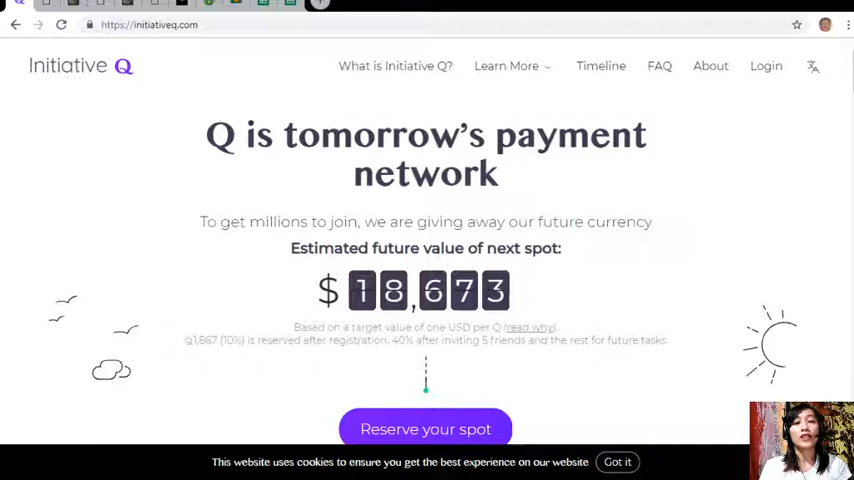 https://initiativeq.com
Initiative Q
What is Initiative Q? Learn More Timeline FAQ About Login
Q is tomorrow's payment
network
To get millions to join, we are giving away our future currency
Estimated future value of next spot:
$18,673
Based on a target value of one USD per Q (read why).
Q1,867 (10%) is reserved after registration, 40% after inviting 5 friends and the rest for future tasks
Reserve your spot
This website uses cookies to ensure you get the best experience on our website Got it